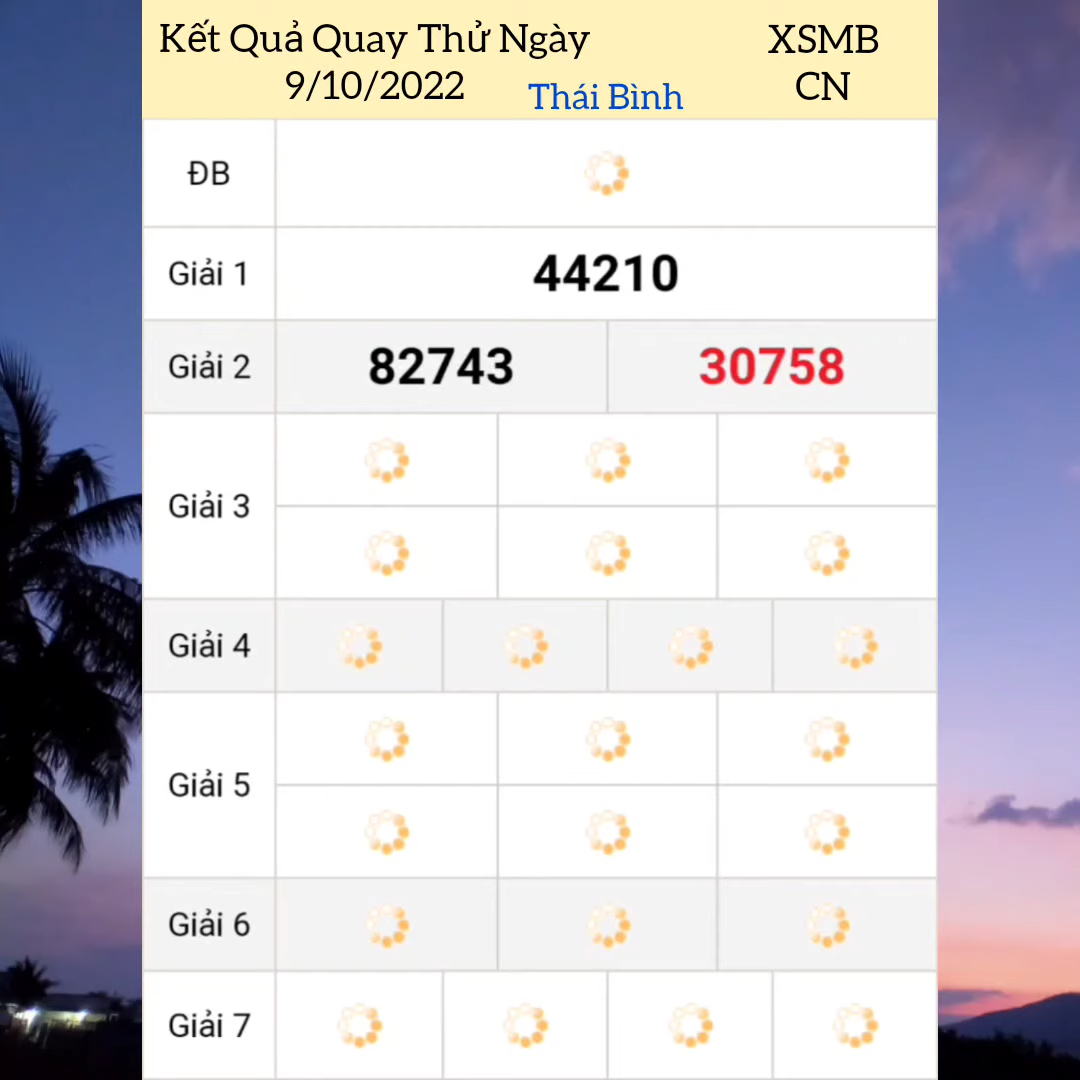 Kết Quả Quay Thử Ngày
9/10/2022
Thái Bình
XSMB
CN
ĐB
Giải 1
44210
Giải 2
82743 30758
Giải 3
Giải 4
Giải 5
Giải 6
Giải 7